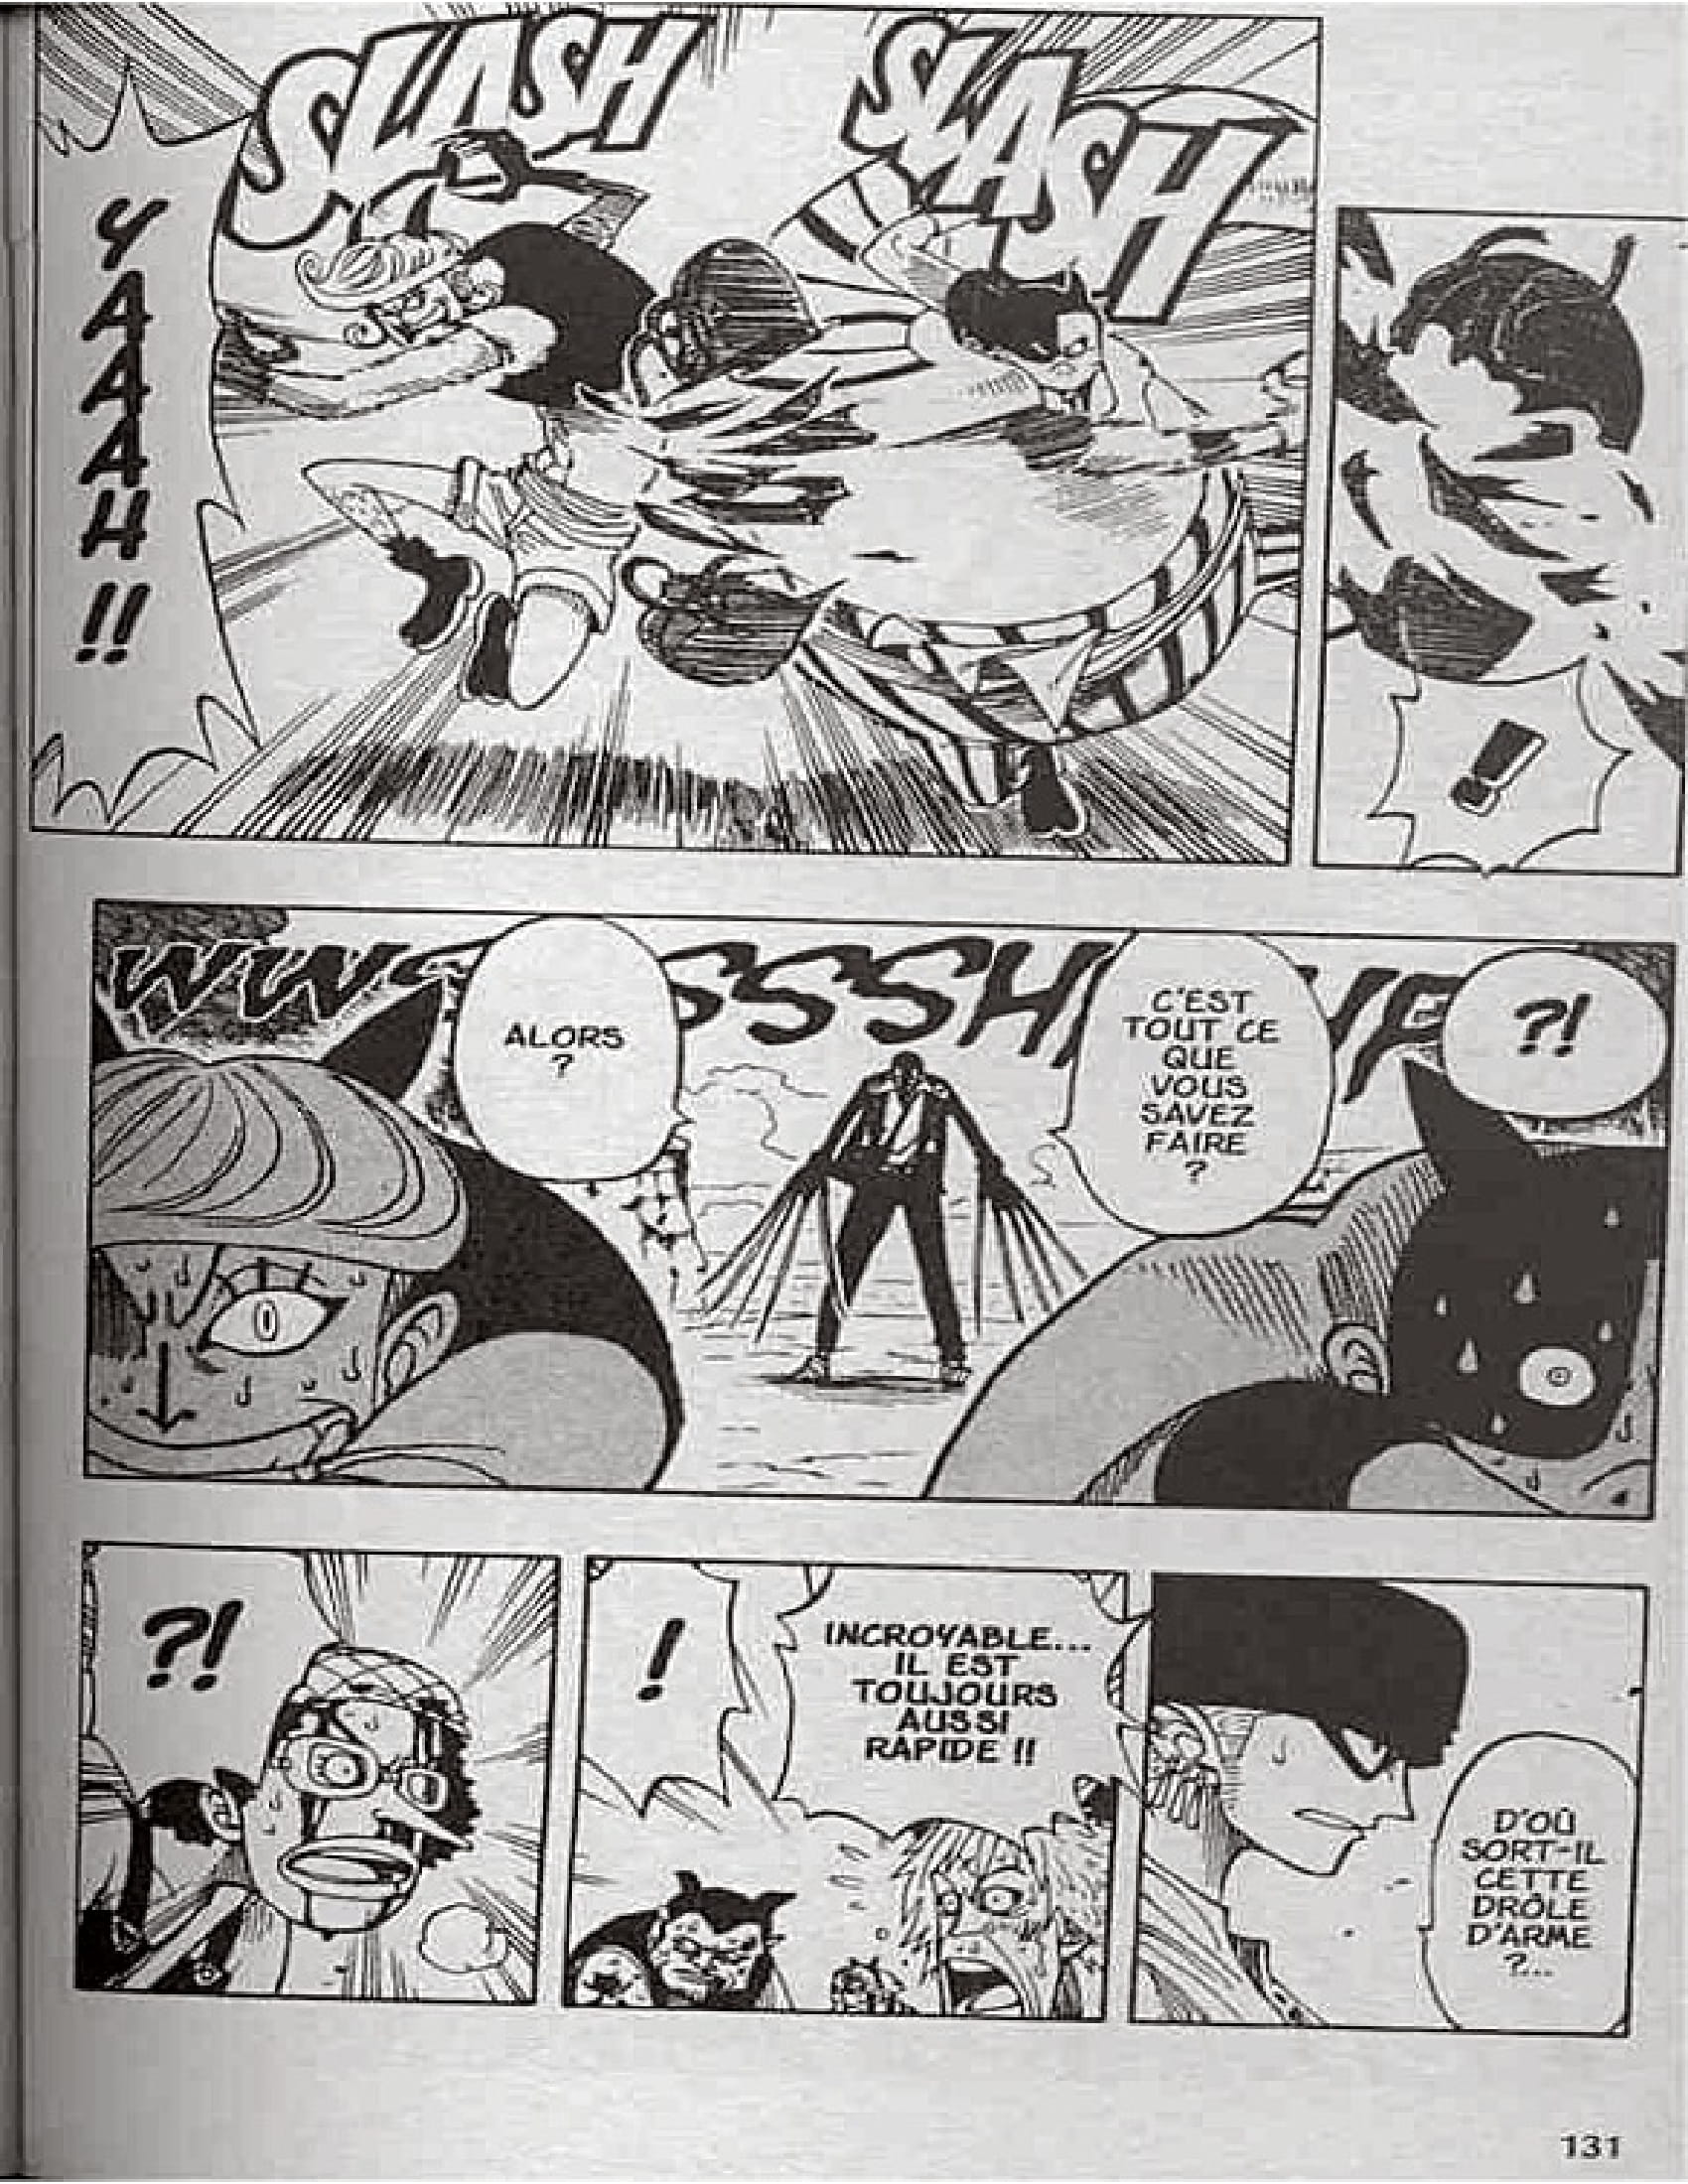 !!
SLASH
SLASH
YAAAH !!
?!
C'EST
TOUT CE
QUE
VOUS
SAVEZ
FAIRE
?
ALORS
?
D'OÙ
SORT-IL
CETTE
DRÔLE
D'ARME
?...
INCROYABLE...
IL EST
TOUJOURS
AUSSI
RAPIDE !!
!
?!
131